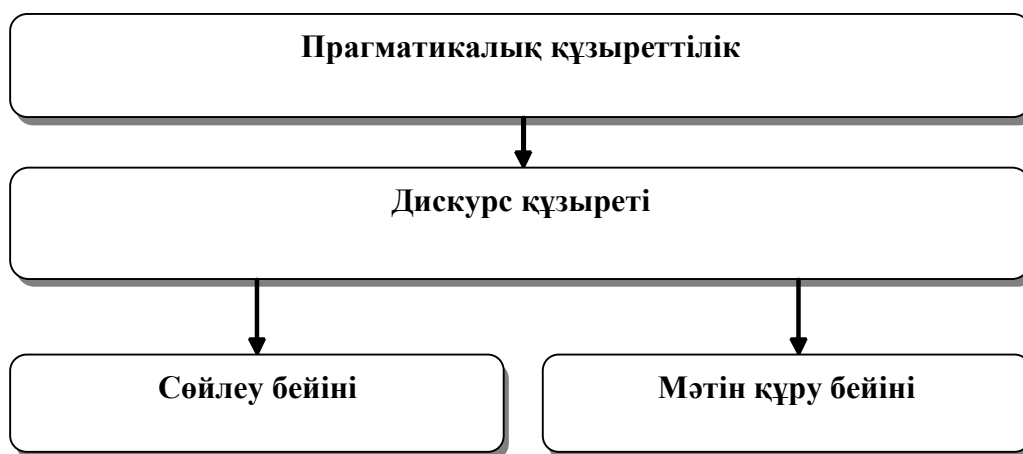 Прагматикалық құзыреттілік
Дискурс құзыреті
Сөйлеу бейіні
Мәтін құру бейіні